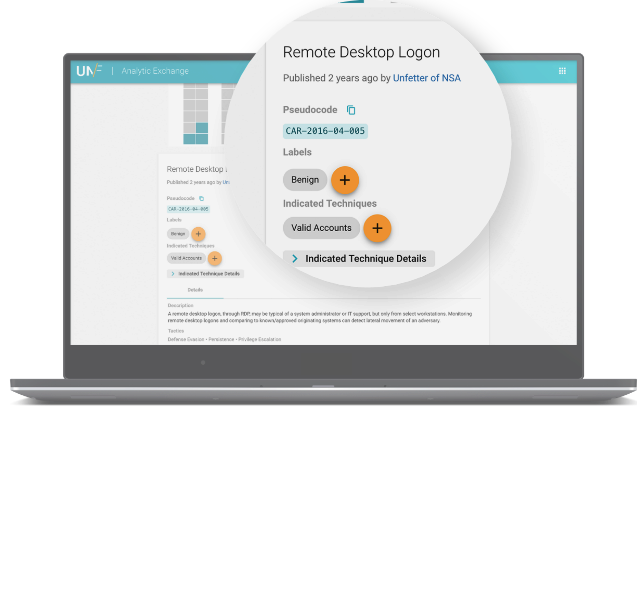 UNF | Analytic Exchange
Remote Desktop Logon
Published 2 years ago by Unfetter of NSA
Pseudocode
CAR-2016-04-005
Labels
Benign +
Indicated Techniques
Valid Accounts +
> Indicated Technique Details
Remote Desktop
Published 2 years ago by Un
Pseudocode
CAR-2016-04-005
Labels
Benign +
Indicated Techniques
Valid Accounts +
> Indicated Technique Details
Details
Description
A remote desktop logon, through RDP, may be typical of a system administrator or IT support, but only from select workstations. Monitoring
remote desktop logons and comparing to known/approved originating systems can detect lateral movement of an adversary.
Tactics
Defense Evasion • Persistence • Privilege Escalation